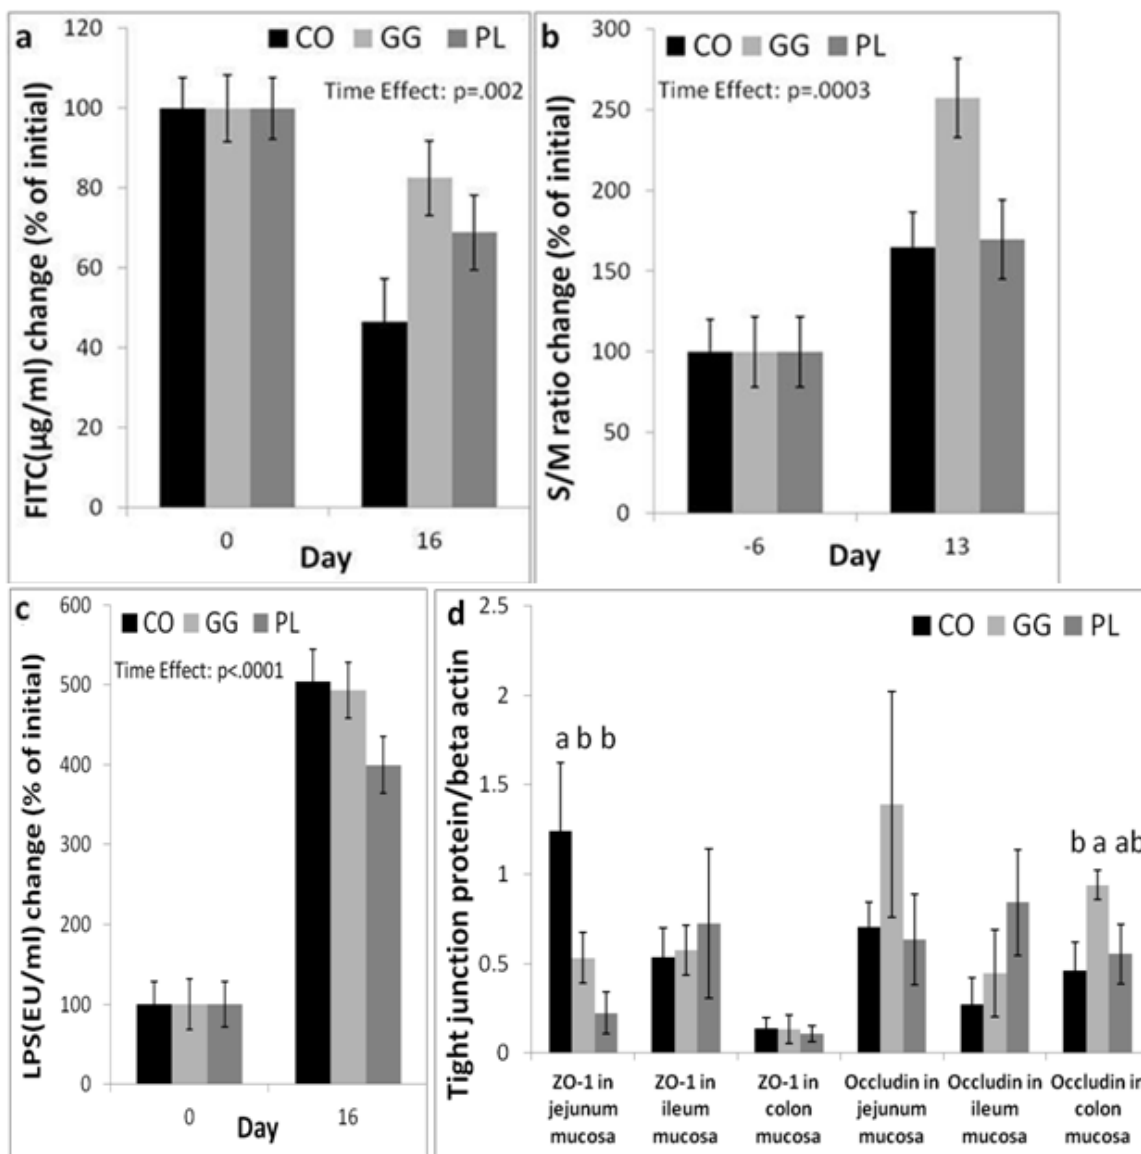 a
CO GG PL
Time Effect: p=.002
FITC(µg/ml) change (% of initial)
120
100
80
60
40
20
0
0 16
Day
b
CO GG PL
Time Effect: p=.0003
S/M ratio change (% of initial)
300
250
200
150
100
50
0
-6 13
Day
c
CO GG PL
Time Effect: p<.0001
LPS(EU/ml) change (% of initial)
600
500
400
300
200
100
0
0 16
Day
d
CO GG PL
Tight junction protein/beta actin
2.5
2
1.5
1
0.5
0
a b b
b a ab
ZO-1 in jejunum mucosa
ZO-1 in ileum mucosa
ZO-1 in colon mucosa
Occludin in jejunum mucosa
Occludin in ileum mucosa
Occludin in colon mucosa